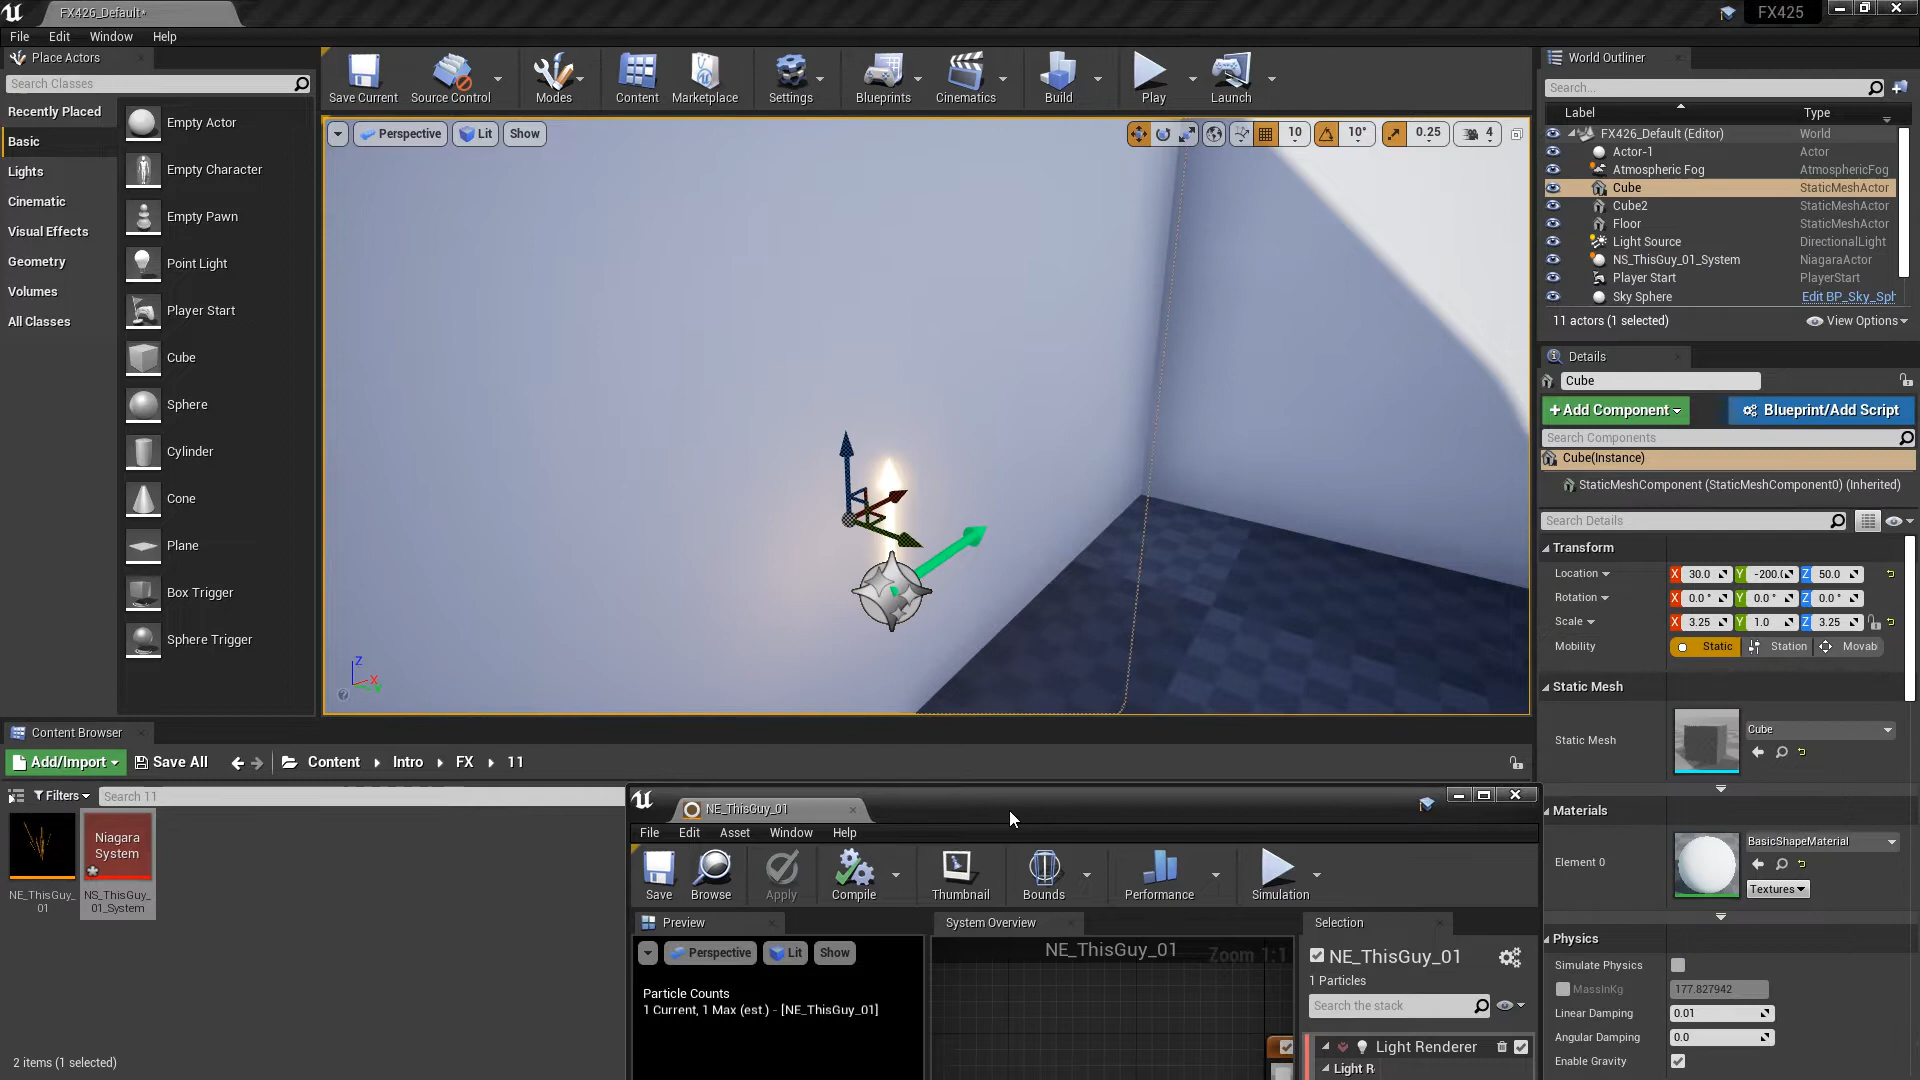 FX426_Default*
FX425
File Edit Window Help
Place Actors
Search Classes
Recently Placed
Basic
Lights
Cinematic
Visual Effects
Geometry
Volumes
All Classes
Empty Actor
Empty Character
Empty Pawn
Point Light
Player Start
Cube
Sphere
Cylinder
Cone
Plane
Box Trigger
Sphere Trigger
Save Current Source Control Modes Content Marketplace Settings Blueprints Cinematics Build Play Launch
Perspective Lit Show
10 10° 0.25 4
Z
X
Y
World Outliner
Search...
Label Type
FX426_Default (Editor) World
Actor-1 Actor
Atmospheric Fog AtmosphericFog
Cube StaticMeshActor
Cube2 StaticMeshActor
Floor StaticMeshActor
Light Source DirectionalLight
NS_ThisGuy_01_System NiagaraActor
Player Start PlayerStart
Sky Sphere Edit BP_Sky_Sph
11 actors (1 selected) View Options
Details
Cube
+Add Component Blueprint/Add Script
Search Components
Cube(Instance)
StaticMeshComponent (StaticMeshComponent0) (Inherited)
Search Details
Transform
Location X 30.0 Y -200.( Z 50.0
Rotation X 0.0 ° Y 0.0 ° Z 0.0 °
Scale X 3.25 Y 1.0 Z 3.25
Mobility Static Station Movab
Static Mesh
Static Mesh Cube
Materials
Element 0 BasicShapeMaterial
Textures
Physics
Simulate Physics
MassInKg 177.827942
Linear Damping 0.01
Angular Damping 0.0
Enable Gravity
Content Browser
Add/Import Save All Content Intro FX 11
Filters Search 11
Niagara
System
NE_ThisGuy_
01
NS_ThisGuy_
01_System
2 items (1 selected)
NE_ThisGuy_01
File Edit Asset Window Help
Save Browse Apply Compile Thumbnail Bounds Performance Simulation
Preview
Perspective Lit Show
Particle Counts
1 Current, 1 Max (est.) - [NE_ThisGuy_01]
System Overview
NE_ThisGuy_01 Zoom 1:1
Selection
NE_ThisGuy_01
1 Particles
Search the stack
Light Renderer
Light R